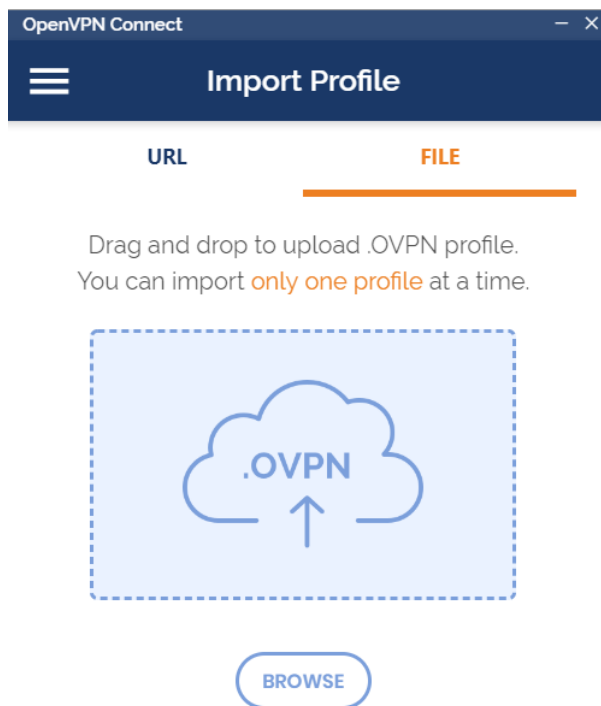 OpenVPN Connect
Import Profile
URL
FILE
Drag and drop to upload .OVPN profile.
You can import only one profile at a time.
.OVPN
BROWSE